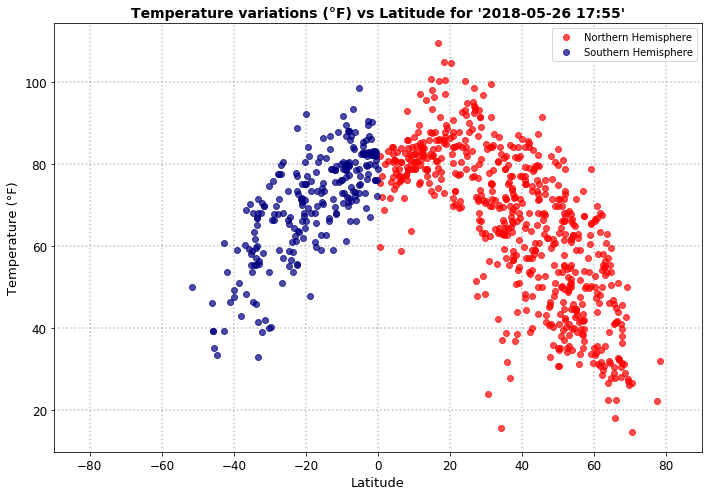 Temperature variations (°F) vs Latitude for '2018-05-26 17:55'
Northern Hemisphere
Southern Hemisphere
Temperature (°F)
100
80
60
40
20
−80 −60 −40 −20 0 20 40 60 80
Latitude